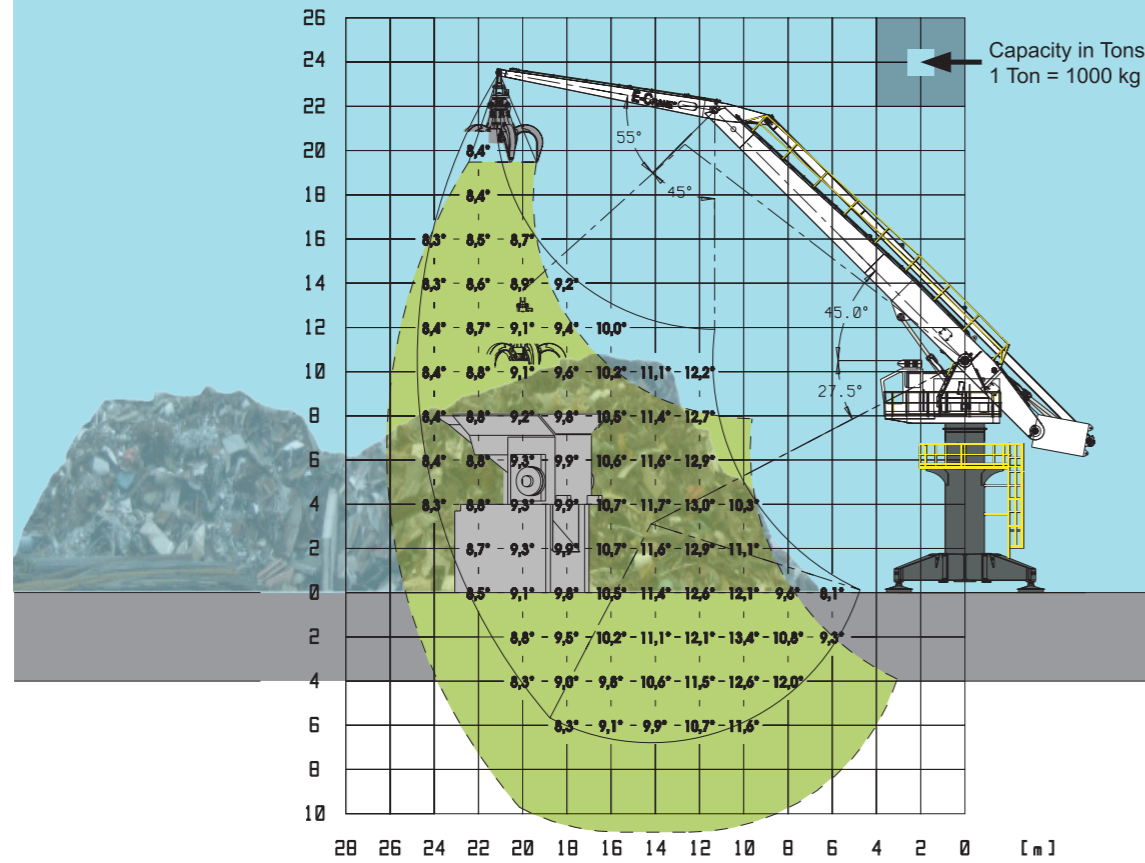 26
24
Capacity in Tons
1 Ton = 1000 kg
22
E-Crane
55°
20
8,4°
45°
18
8,4°
16
8,3° 8,5° 8,7°
14
8,3° 8,6° 8,9° 9,2°
45.0°
12
8,4° 8,7° 9,1° 9,4° 10,0°
10
8,4° 8,8° 9,1° 9,6° 10,2° 11,1° 12,2°
27.5°
8
8,4° 8,8° 9,2° 9,8° 10,5° 11,4° 12,7°
6
8,4° 8,8° 9,3° 9,9° 10,6° 11,6° 12,9°
4
8,3° 8,8° 9,3° 9,9° 10,7° 11,7° 13,0° 10,3°
2
8,7° 9,3° 9,9° 10,7° 11,6° 12,9° 11,1°
0
8,5° 9,1° 9,8° 10,5° 11,4° 12,6° 12,1° 9,6° 8,1°
2
8,8° 9,5° 10,2° 11,1° 12,1° 13,4° 10,8° 9,3°
4
8,3° 9,0° 9,8° 10,6° 11,5° 12,6° 12,0°
6
8,3° 9,1° 9,9° 10,7° 11,6°
8
10
28 26 24 22 20 18 16 14 12 10 8 6 4 2 0 [m]